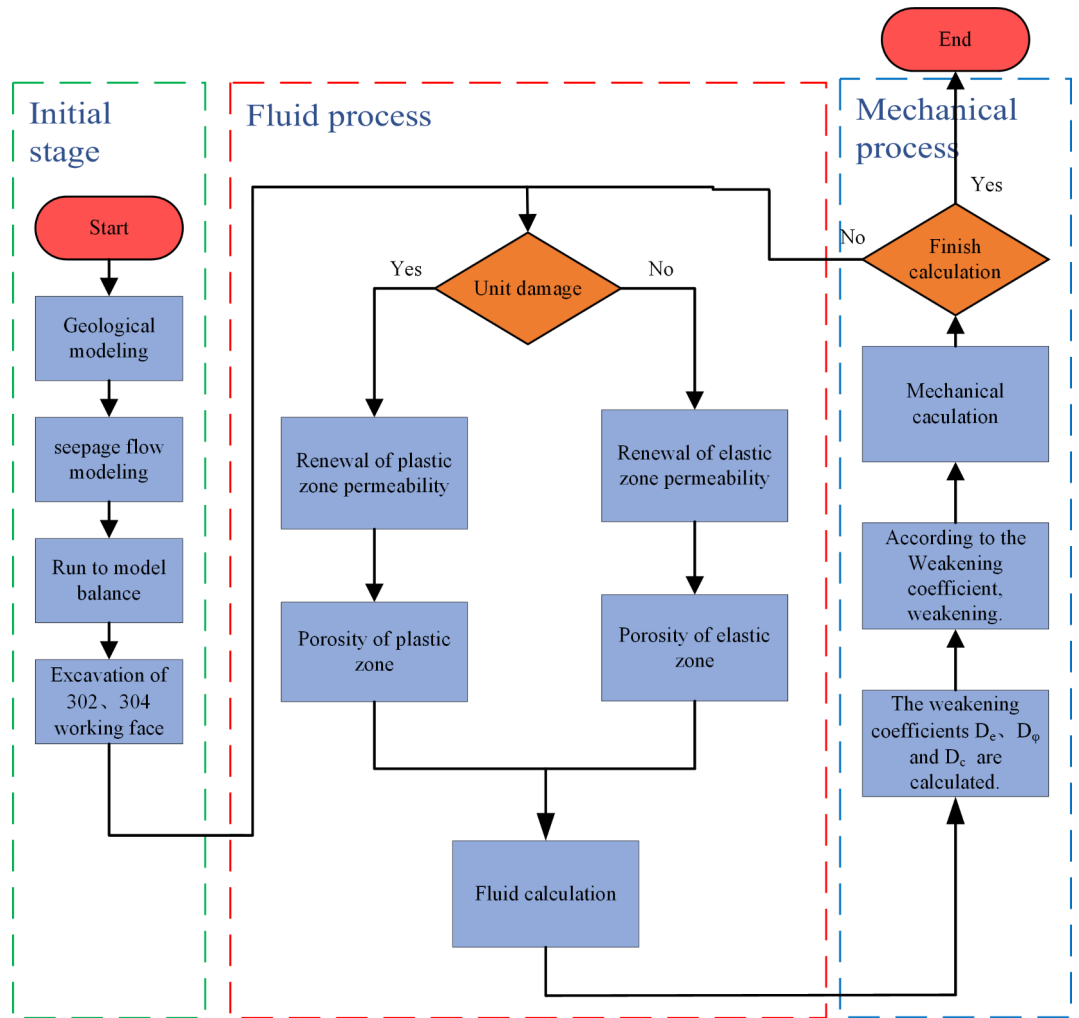 Initial
stage
Start
Geological
modeling
seepage flow
modeling
Run to model
balance
Excavation of
302、304
working face
Fluid process
Unit damage
Yes
No
Renewal of plastic
zone permeability
Renewal of elastic
zone permeability
Porosity of plastic
zone
Porosity of elastic
zone
Fluid calculation
End
Mechanical
process
Yes
No
Finish
calculation
Mechanical
caculation
According to the
Weakening
coefficient,
weakening.
The weakening
coefficients Dₑ、Dᵩ
and D_c are
calculated.